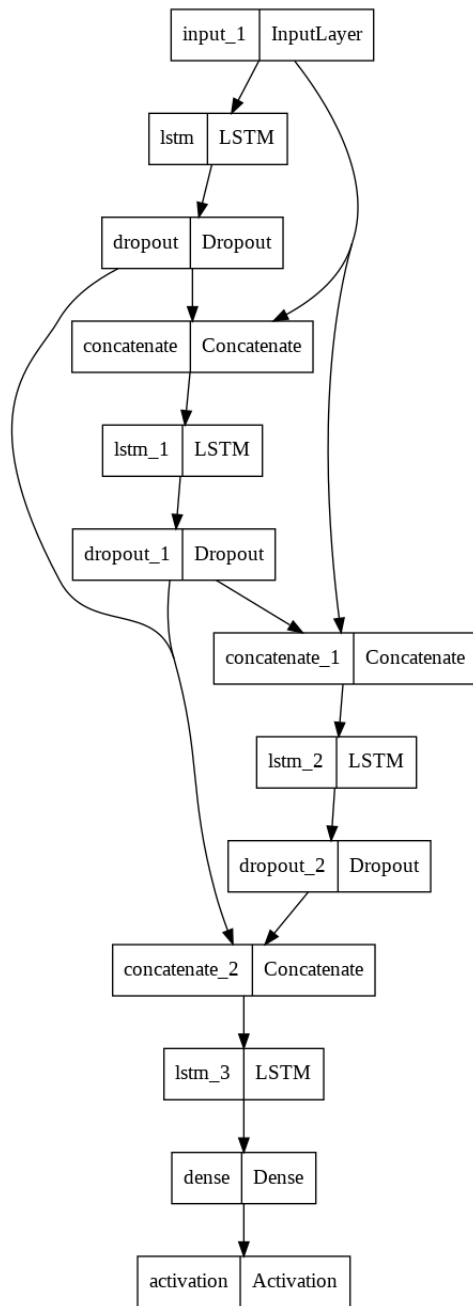 input_1 InputLayer
lstm LSTM
dropout Dropout
concatenate Concatenate
lstm_1 LSTM
dropout_1 Dropout
concatenate_1 Concatenate
lstm_2 LSTM
dropout_2 Dropout
concatenate_2 Concatenate
lstm_3 LSTM
dense Dense
activation Activation